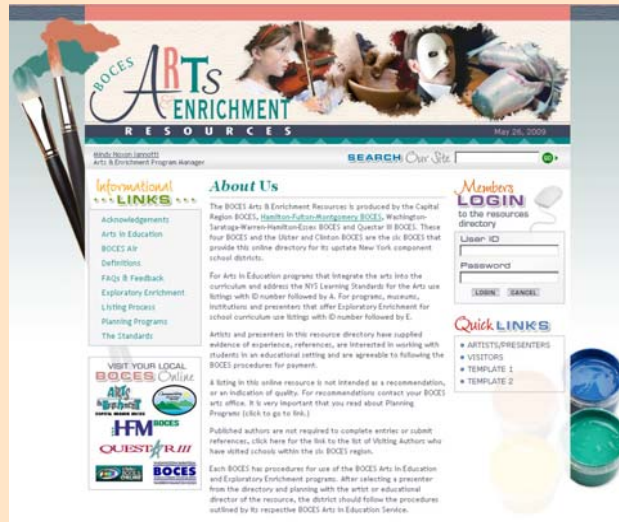 BOCES
ARTS
& ENRICHMENT
RESOURCES
May 26, 2009
Mindy Noxon Iannotti
Arts & Enrichment Program Manager
SEARCH Our Site
GO
Informational
LINKS
Acknowledgements
Arts in Education
BOCES Air
Definitions
FAQs & Feedback
Exploratory Enrichment
Listing Process
Planning Programs
The Standards
VISIT YOUR LOCAL
BOCES Online
ARTS
Enrichment
HFM BOCES
QUESTAR III
BOCES
About Us
The BOCES Arts & Enrichment Resources is produced by the Capital
Region BOCES, Hamilton-Fulton-Montgomery BOCES, Washington-
Saratoga-Warren-Hamilton-Essex BOCES and Questar III BOCES. These
four BOCES and the Ulster and Clinton BOCES are the six BOCES that
provide this online directory for its upstate New York component
school districts.
For Arts in Education programs that integrate the arts into the
curriculum and address the NYS Learning Standards for the Arts use
listings with ID number followed by A. For programs, museums,
institutions and presenters that offer Exploratory Enrichment for
school curriculum use listings with ID number followed by E.
Artists and presenters in this resource directory have supplied
evidence of experience, references, are interested in working with
students in an educational setting and are agreeable to following the
BOCES procedures for payment.
A listing in this online resource is not intended as a recommendation,
or an indication of quality. For recommendations contact your BOCES
arts office. It is very important that you read about Planning
Programs (click to go to link.)
Published authors are not required to complete entries or submit
references, click here for the link to the list of Visiting Authors who
have visited schools within the six BOCES region.
Each BOCES has procedures for use of the BOCES Arts in Education
and Exploratory Enrichment programs. After selecting a presenter
from the directory and planning with the artist or educational
director of the resource, the district should follow the procedures
outlined by its respective BOCES Arts in Education Service.
Members
LOGIN
to the resources
directory
User ID
Password
LOGIN CANCEL
Quick LINKS
ARTISTS/PRESENTERS
VISITORS
TEMPLATE 1
TEMPLATE 2